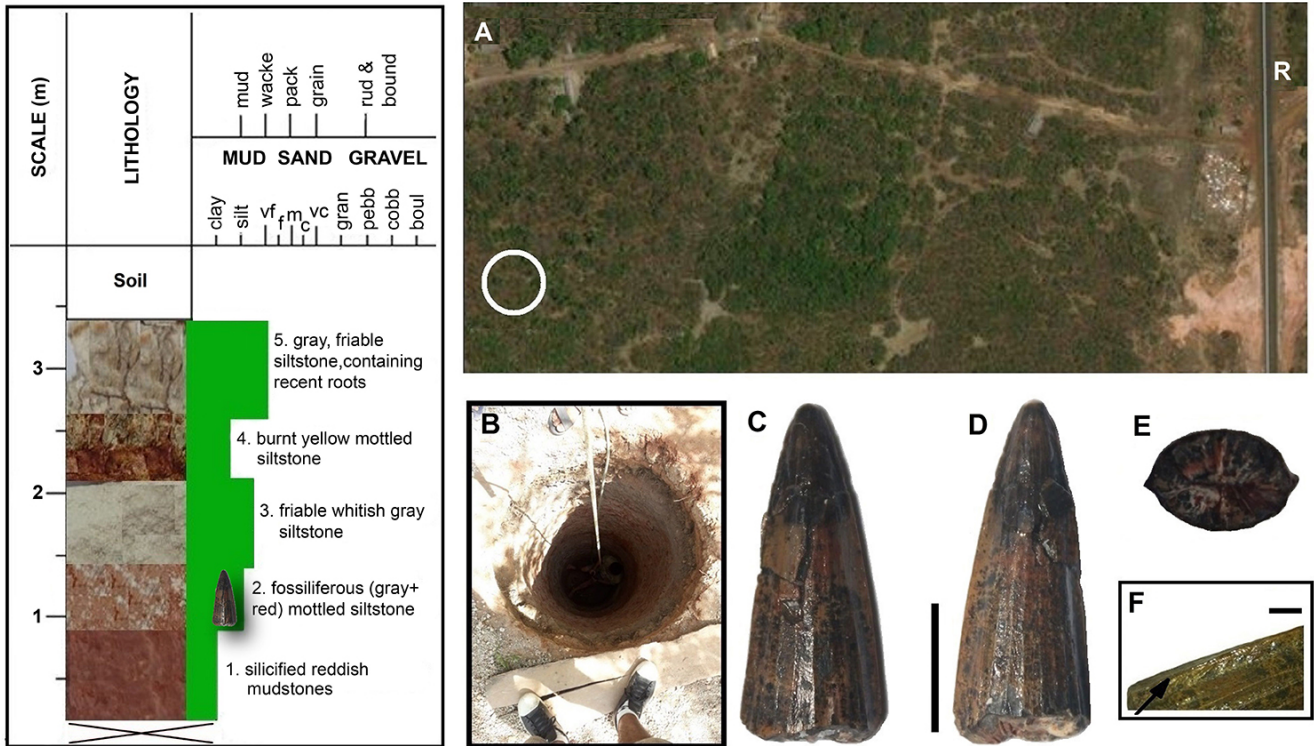 SCALE (m)
LITHOLOGY
mud
wacke
pack
grain
rud &
bound
MUD SAND GRAVEL
clay
silt
vf
f
m
c
vc
gran
pebb
cobb
boul
Soil
3
2
1
5. gray, friable
siltstone,containing
recent roots
4. burnt yellow mottled
siltstone
3. friable whitish gray
siltstone
2. fossiliferous (gray+
red) mottled siltstone
1. silicified reddish
mudstones
A
R
B
C
D
E
F